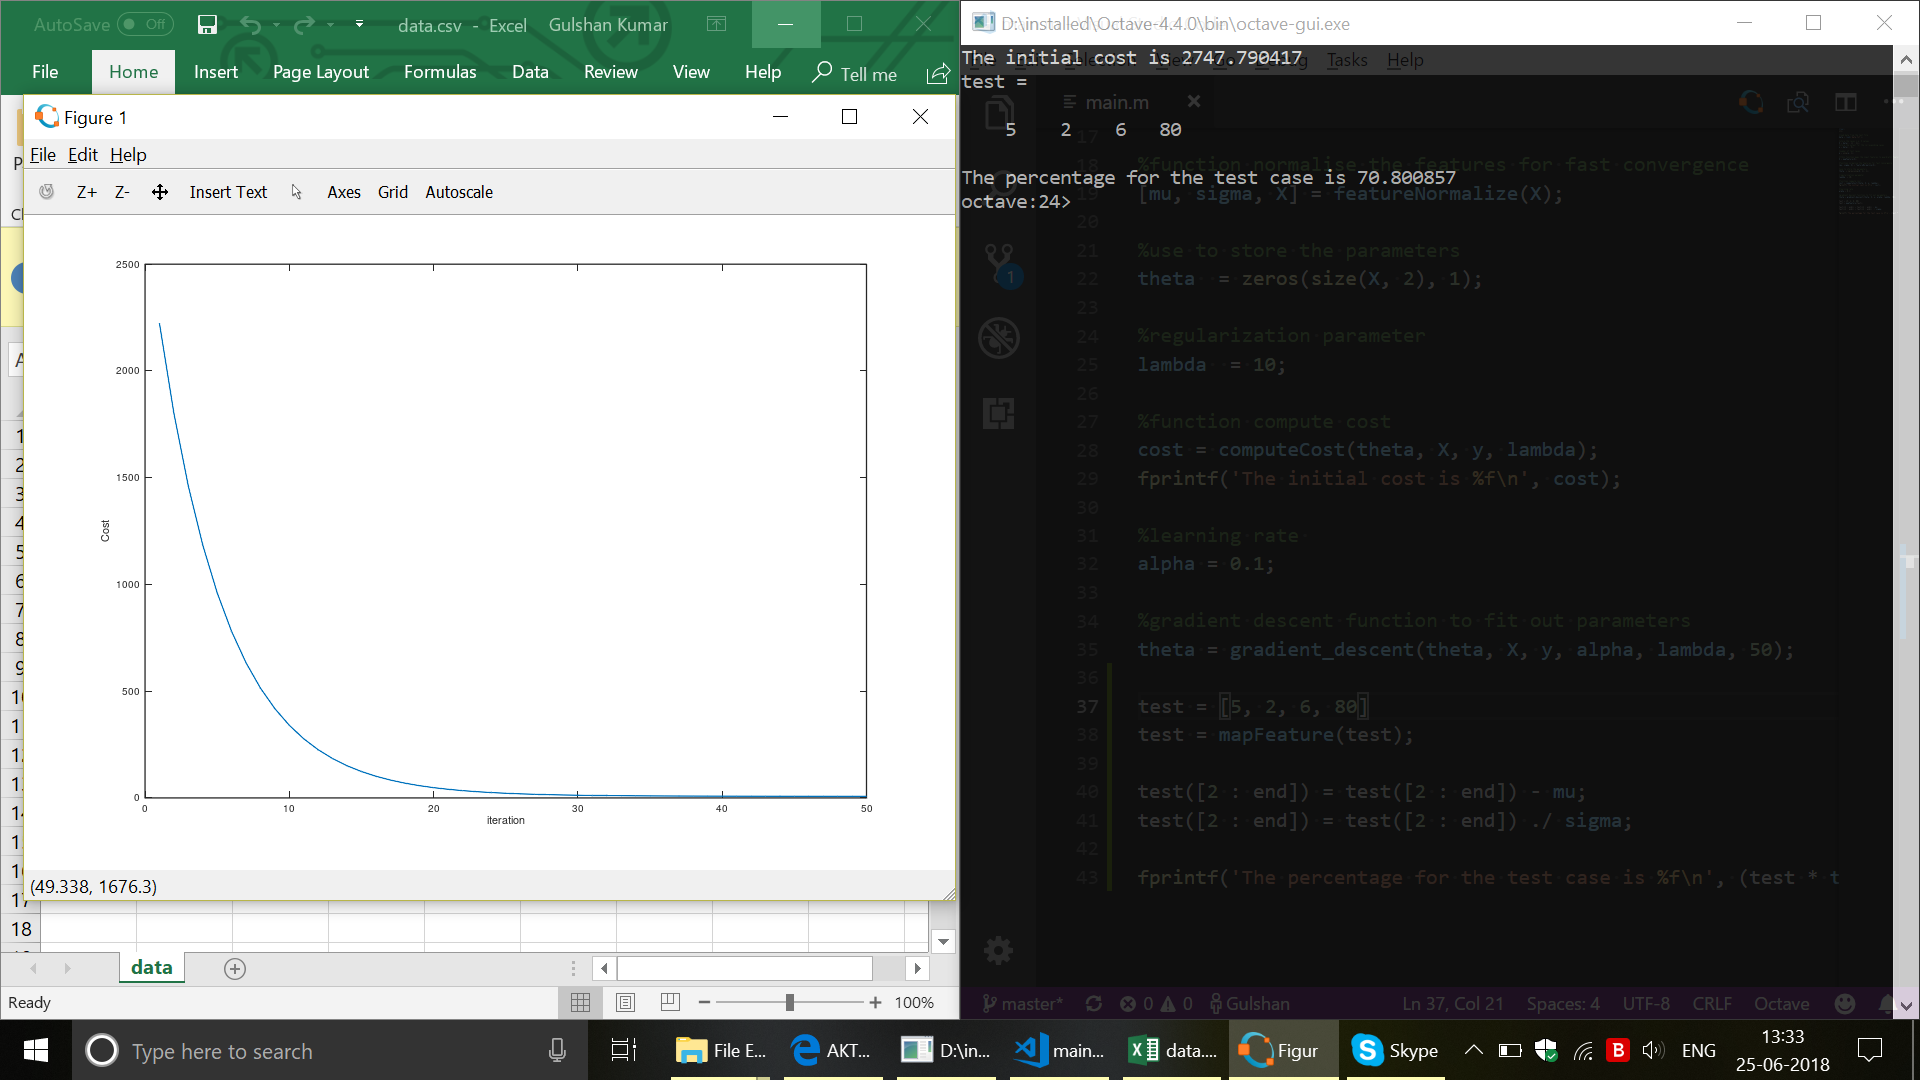 AutoSave Off data.csv - Excel Gulshan Kumar
File Home Insert Page Layout Formulas Data Review View Help Tell me
Figure 1
File Edit Help
Z+ Z- Insert Text Axes Grid Autoscale
2500
2000
1500
1000
500
0
Cost
0 10 20 30 40 50
iteration
(49.338, 1676.3)
18
data
Ready 100%
D:\installed\Octave-4.4.0\bin\octave-gui.exe
The initial cost is 2747.790417
test =
5 2 6 80
The percentage for the test case is 70.800857
octave:24>
Tasks Help
main.m
17
18 %function normalise the features for fast convergence
19 [mu, sigma, X] = featureNormalize(X);
20
21 %use to store the parameters
22 theta = zeros(size(X, 2), 1);
23
24 %regularization parameter
25 lambda = 10;
26
27 %function compute cost
28 cost = computeCost(theta, X, y, lambda);
29 fprintf('The initial cost is %f\n', cost);
30
31 %learning rate
32 alpha = 0.1;
33
34 %gradient descent function to fit out parameters
35 theta = gradient_descent(theta, X, y, alpha, lambda, 50);
36
37 test = [5, 2, 6, 80]
38 test = mapFeature(test);
39
40 test([2 : end]) = test([2 : end]) - mu;
41 test([2 : end]) = test([2 : end]) ./ sigma;
42
43 fprintf('The percentage for the test case is %f\n', (test * t
1
master* 0 0 Gulshan Ln 37, Col 21 Spaces: 4 UTF-8 CRLF Octave
Type here to search File E... AKT... D:\in... main... data.... Figur Skype ENG 13:33
25-06-2018